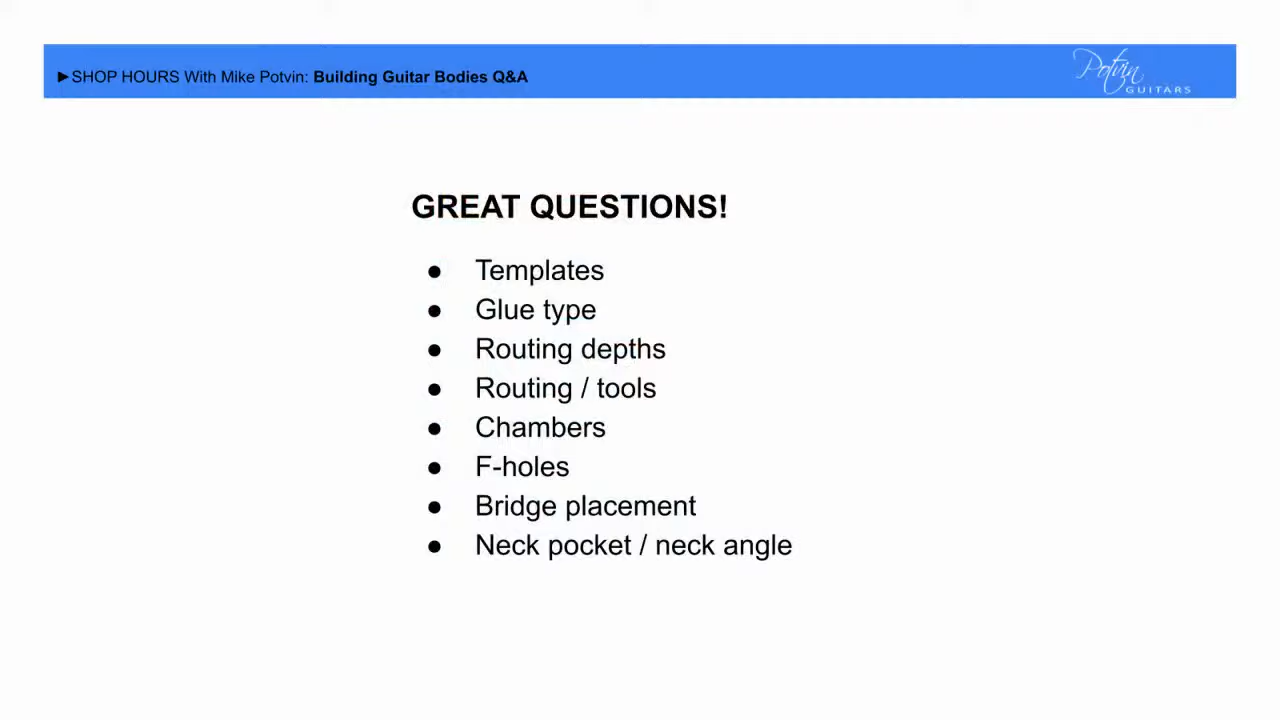 ►SHOP HOURS With Mike Potvin: Building Guitar Bodies Q&A
Potvin
GUITARS
GREAT QUESTIONS!
● Templates
● Glue type
● Routing depths
● Routing / tools
● Chambers
● F-holes
● Bridge placement
● Neck pocket / neck angle